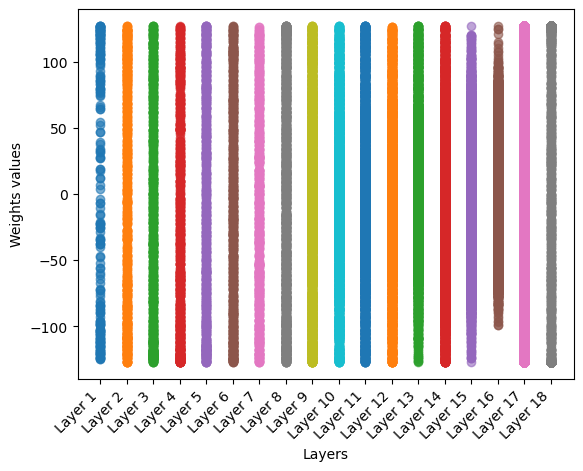 Weights values
100
50
0
−50
−100
Layer 1
Layer 2
Layer 3
Layer 4
Layer 5
Layer 6
Layer 7
Layer 8
Layer 9
Layer 10
Layer 11
Layer 12
Layer 13
Layer 14
Layer 15
Layer 16
Layer 17
Layer 18
Layers